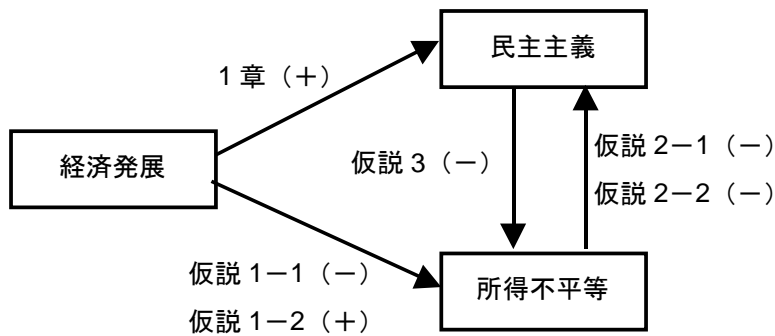 民主主義
1 章（＋）
経済発展
仮説 3（－）
仮説 2－1（－）
仮説 2－2（－）
仮説 1－1（－）
仮説 1－2（＋）
所得不平等